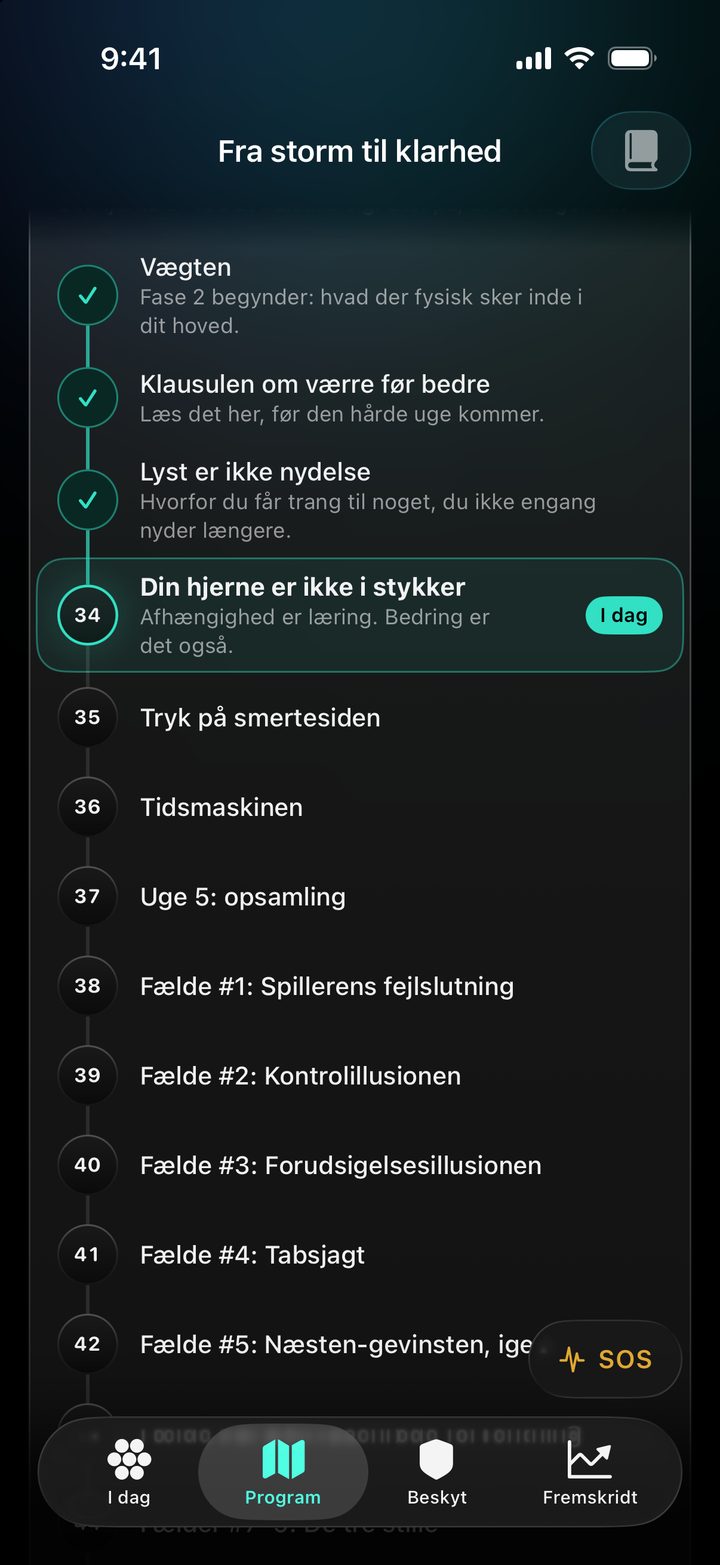 9:41
Fra storm til klarhed
Vægten
Fase 2 begynder: hvad der fysisk sker inde i
dit hoved.
Klausulen om værre før bedre
Læs det her, før den hårde uge kommer.
Lyst er ikke nydelse
Hvorfor du får trang til noget, du ikke engang
nyder længere.
34
Din hjerne er ikke i stykker
Afhængighed er læring. Bedring er
det også.
I dag
35
Tryk på smertesiden
36
Tidsmaskinen
37
Uge 5: opsamling
38
Fælde #1: Spillerens fejlslutning
39
Fælde #2: Kontrolillusionen
40
Fælde #3: Forudsigelsesillusionen
41
Fælde #4: Tabsjagt
42
Fælde #5: Næsten-gevinsten, ige
SOS
I dag
Program
Beskyt
Fremskridt